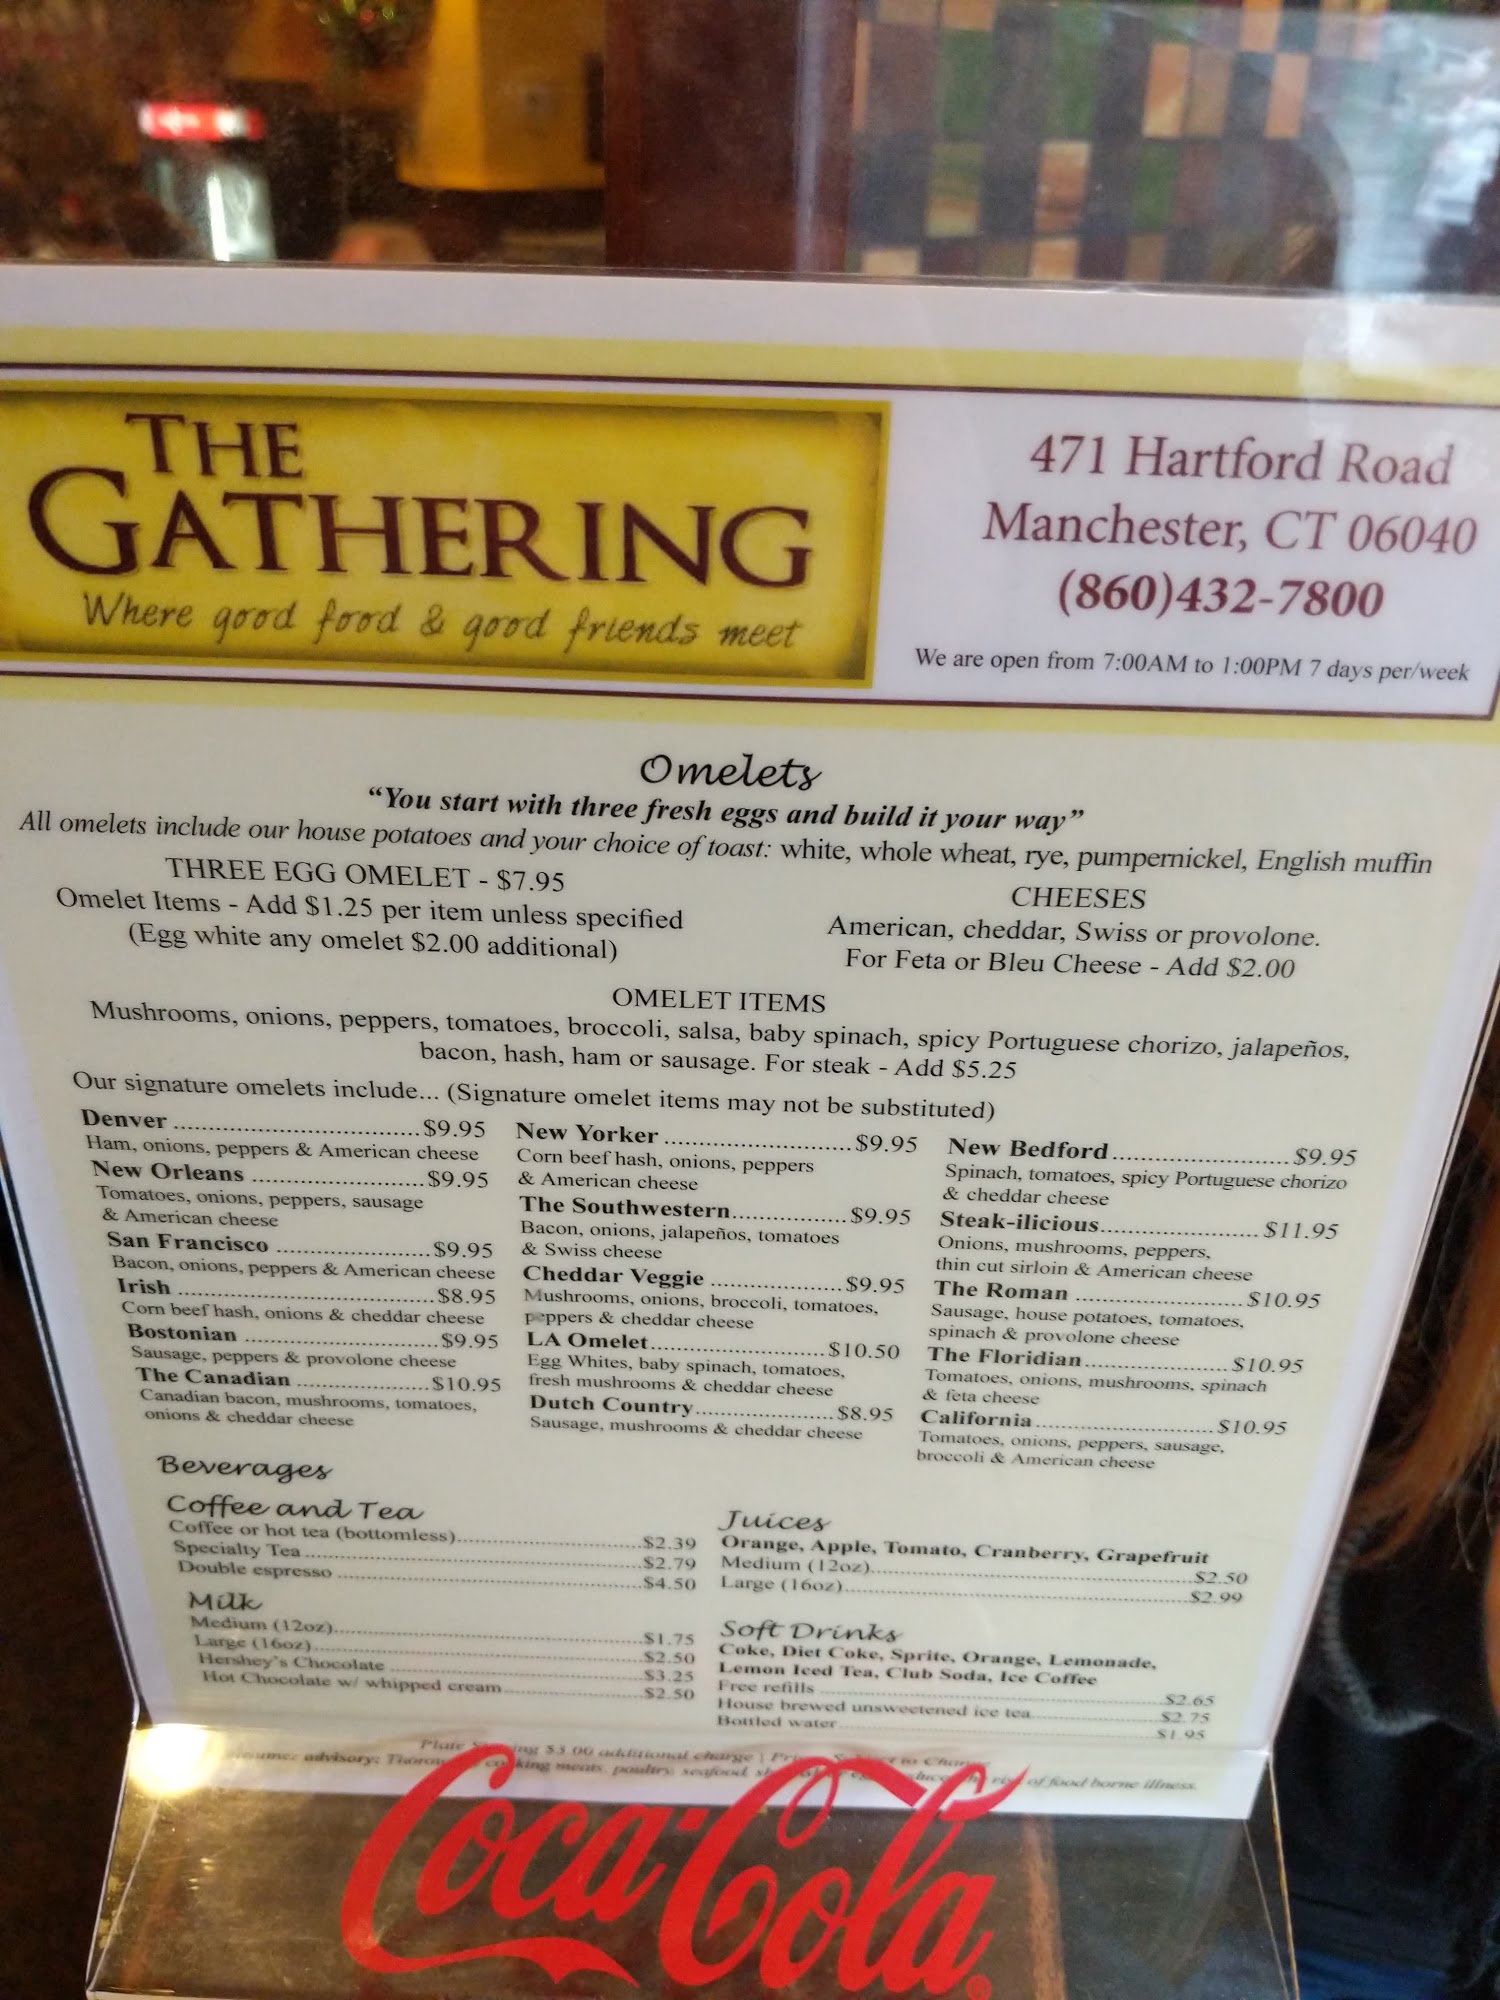 THE
GATHERING
Where good food & good friends meet
471 Hartford Road
Manchester, CT 06040
(860)432-7800
We are open from 7:00AM to 1:00PM 7 days per/week
Omelets
“You start with three fresh eggs and build it your way”
All omelets include our house potatoes and your choice of toast: white, whole wheat, rye, pumpernickel, English muffin
THREE EGG OMELET - $7.95
Omelet Items - Add $1.25 per item unless specified
(Egg white any omelet $2.00 additional)
CHEESES
American, cheddar, Swiss or provolone.
For Feta or Bleu Cheese - Add $2.00
OMELET ITEMS
Mushrooms, onions, peppers, tomatoes, broccoli, salsa, baby spinach, spicy Portuguese chorizo, jalapeños,
bacon, hash, ham or sausage. For steak - Add $5.25
Our signature omelets include... (Signature omelet items may not be substituted)
Denver ........ $9.95
Ham, onions, peppers & American cheese
New Orleans ........ $9.95
Tomatoes, onions, peppers, sausage
& American cheese
San Francisco ........ $9.95
Bacon, onions, peppers & American cheese
Irish ........ $8.95
Corn beef hash, onions & cheddar cheese
Bostonian ........ $9.95
Sausage, peppers & provolone cheese
The Canadian ........ $10.95
Canadian bacon, mushrooms, tomatoes,
onions & cheddar cheese
New Yorker ........ $9.95
Corn beef hash, onions, peppers
& American cheese
The Southwestern ........ $9.95
Bacon, onions, jalapeños, tomatoes
& Swiss cheese
Cheddar Veggie ........ $9.95
Mushrooms, onions, broccoli, tomatoes,
peppers & cheddar cheese
LA Omelet ........ $10.50
Egg Whites, baby spinach, tomatoes,
fresh mushrooms & cheddar cheese
Dutch Country ........ $8.95
Sausage, mushrooms & cheddar cheese
New Bedford ........ $9.95
Spinach, tomatoes, spicy Portuguese chorizo
& cheddar cheese
Steak-ilicious ........ $11.95
Onions, mushrooms, peppers,
thin cut sirloin & American cheese
The Roman ........ $10.95
Sausage, house potatoes, tomatoes,
spinach & provolone cheese
The Floridian ........ $10.95
Tomatoes, onions, mushrooms, spinach
& feta cheese
California ........ $10.95
Tomatoes, onions, peppers, sausage,
broccoli & American cheese
Beverages
Coffee and Tea
Coffee or hot tea (bottomless) ........ $2.39
Specialty Tea ........ $2.79
Double espresso ........ $4.50
Milk
Medium (12oz) ........ $1.75
Large (16oz) ........ $2.50
Hershey's Chocolate ........ $3.25
Hot Chocolate w/ whipped cream ........ $2.50
Juices
Orange, Apple, Tomato, Cranberry, Grapefruit
Medium (12oz) ........ $2.50
Large (16oz) ........ $2.99
Soft Drinks
Coke, Diet Coke, Sprite, Orange, Lemonade,
Lemon Iced Tea, Club Soda, Ice Coffee
Free refills ........ $2.65
House brewed unsweetened ice tea ........ $2.75
Bottled water ........ $1.95
Plate $3.00 additional charge |
advisory: cooking meats, poultry, seafood, of food borne illness.
Coca-Cola